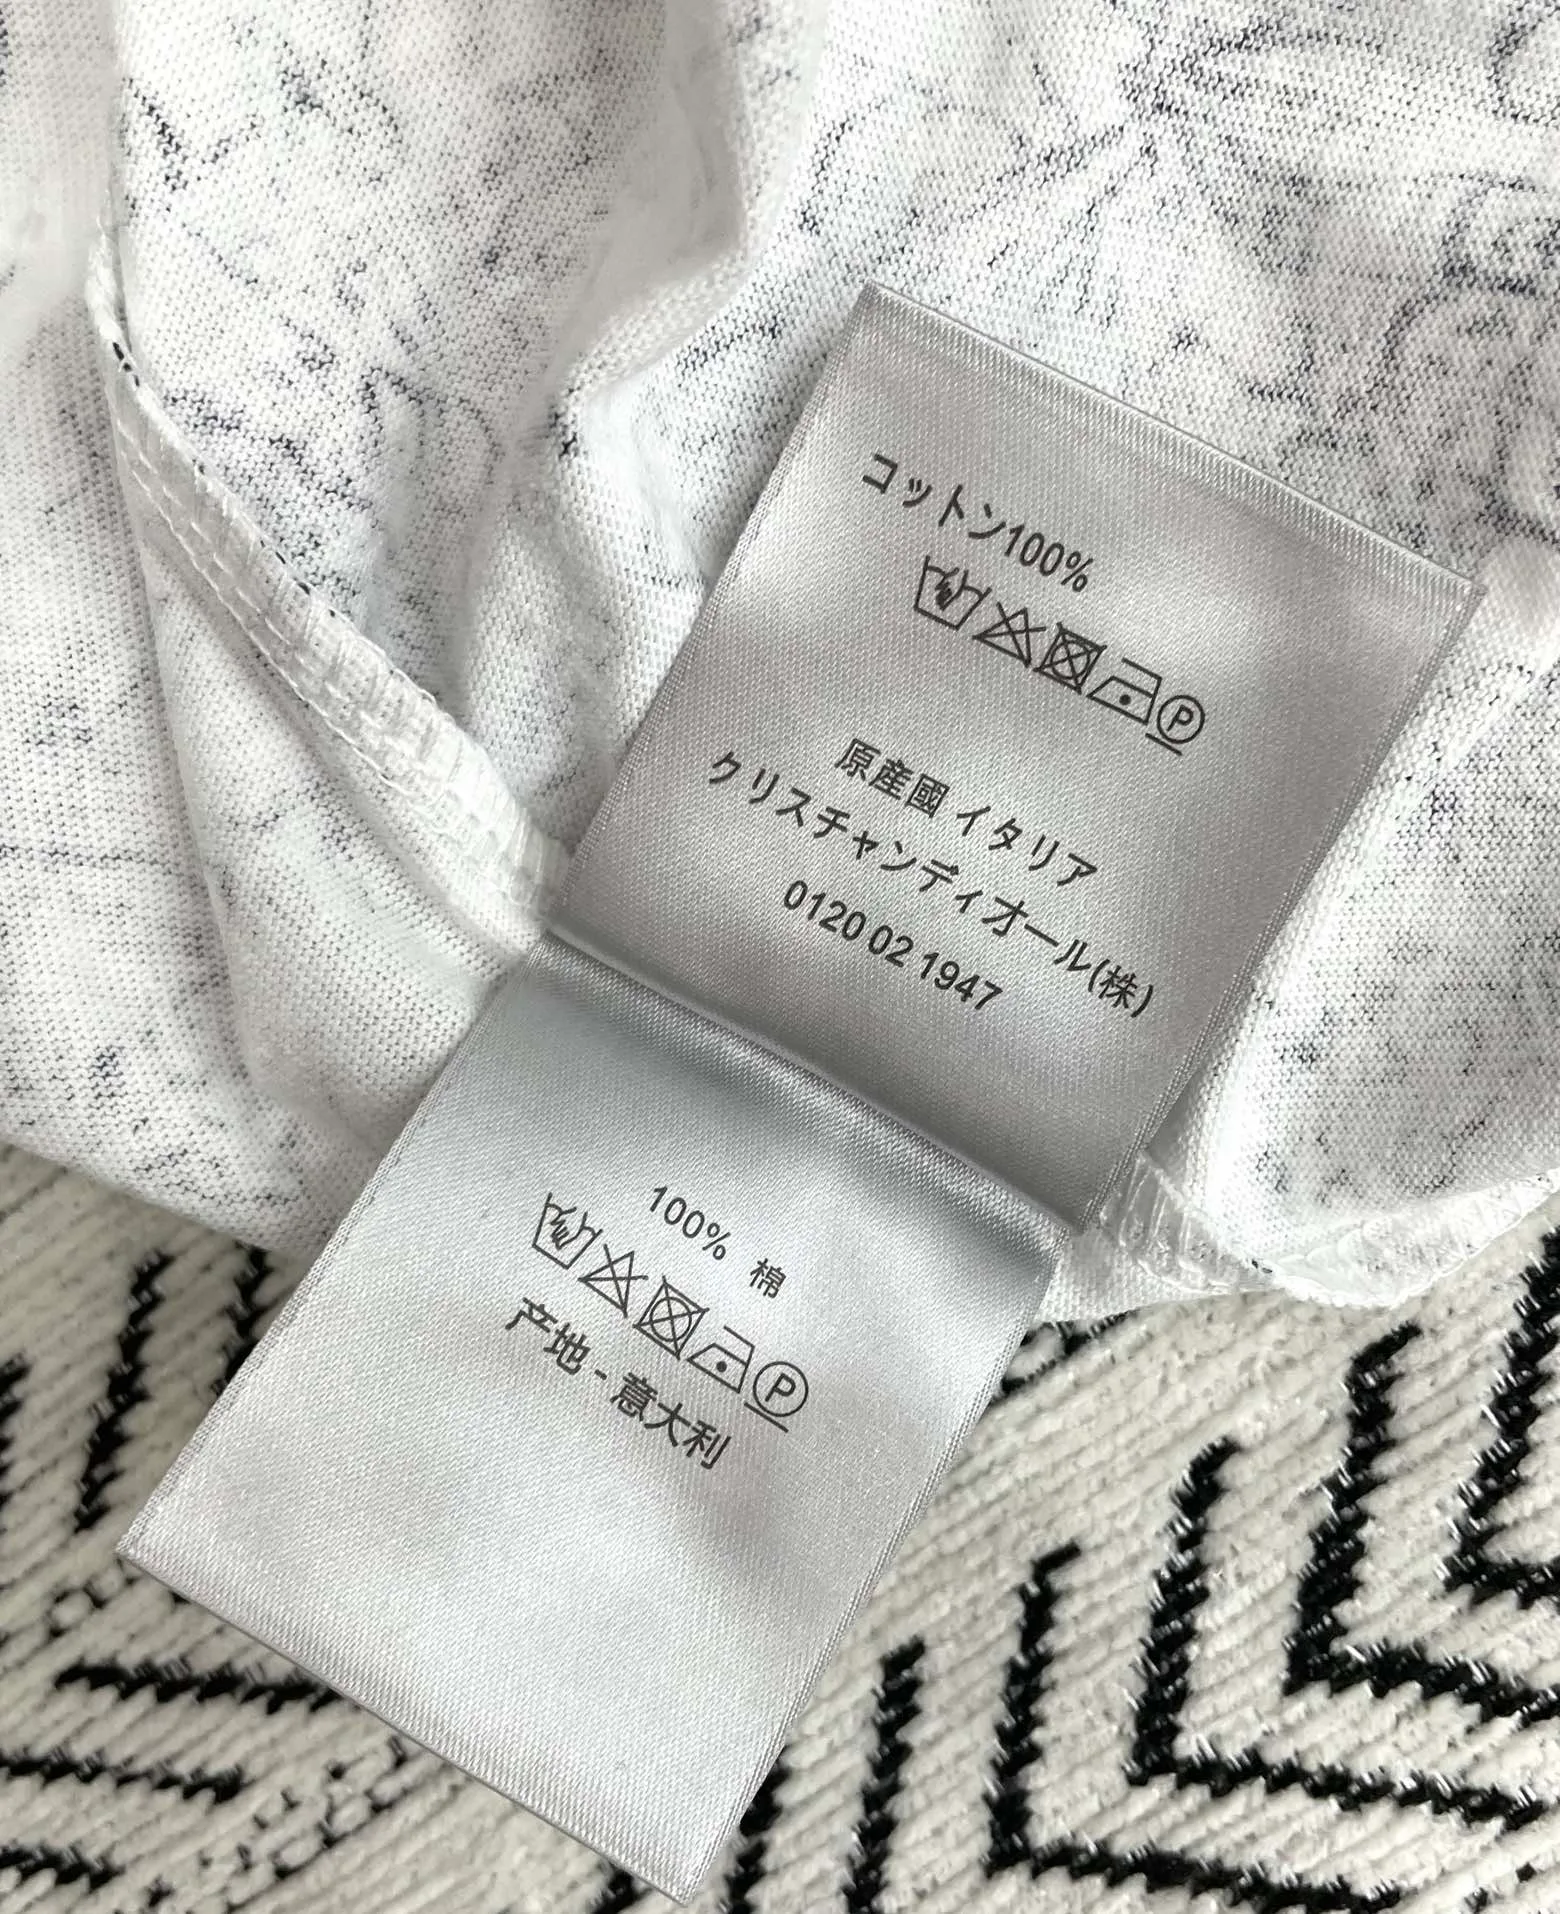 コットン100%
P
原産國 イタリア
クリスチャンディオール(株)
0120 02 1947
100% 棉
P
产地 - 意大利